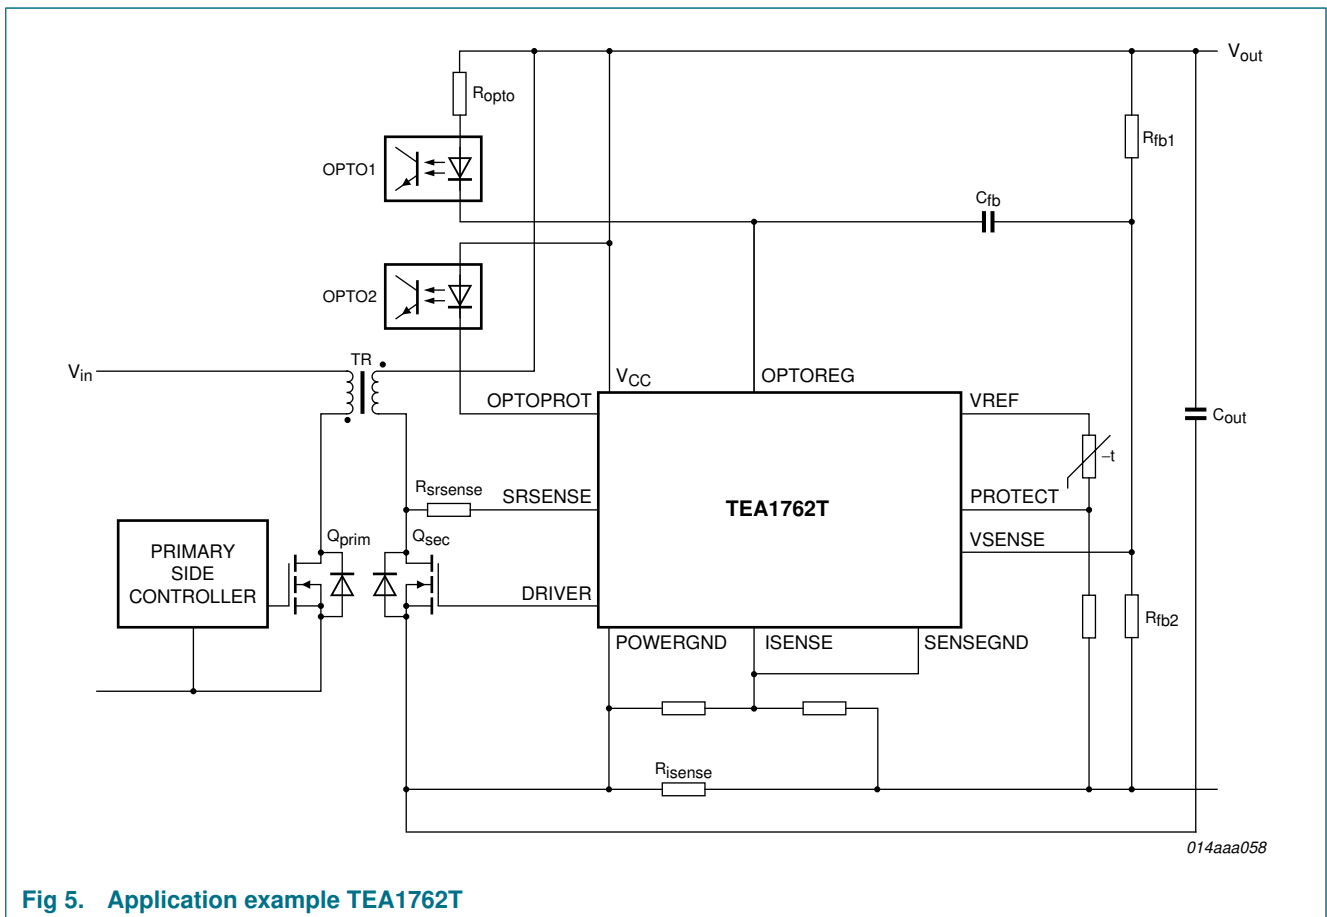 Vout
Ropto
Rfb1
OPTO1
Cfb
OPTO2
TR
Vin
VCC
OPTOREG
OPTOPROT
VREF
Cout
–t
Rsrsense
SRSENSE
PROTECT
TEA1762T
Qprim
Qsec
VSENSE
PRIMARY
SIDE
CONTROLLER
DRIVER
Rfb2
POWERGND
ISENSE
SENSEGND
Risense
014aaa058
Fig 5. Application example TEA1762T